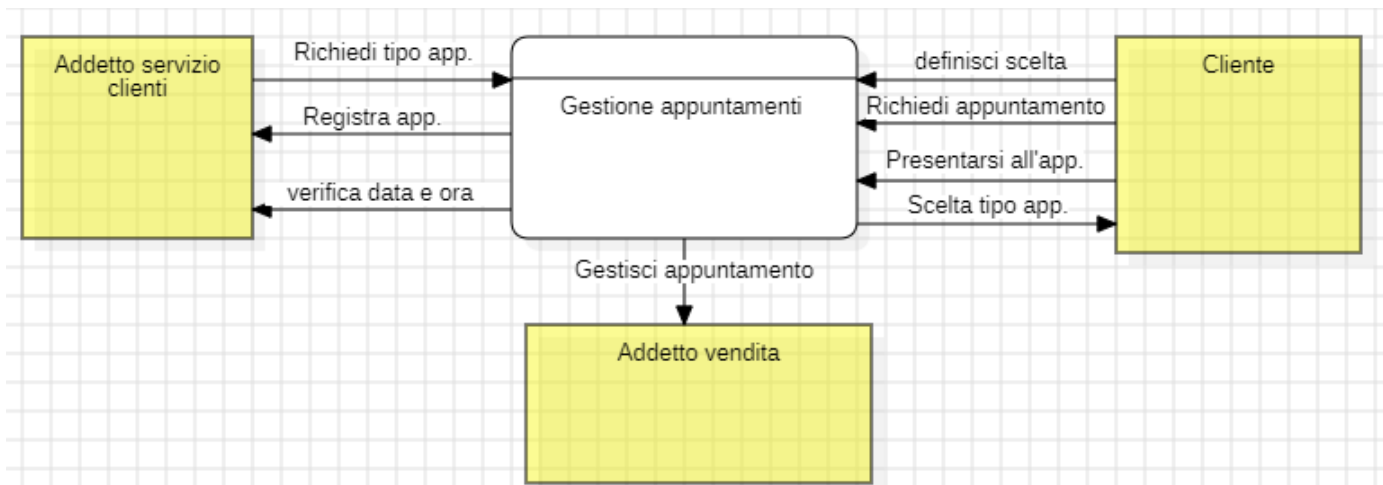 Addetto servizio
clienti
Richiedi tipo app.
Registra app.
verifica data e ora
Gestione appuntamenti
definisci scelta
Richiedi appuntamento
Presentarsi all'app.
Scelta tipo app.
Cliente
Gestisci appuntamento
Addetto vendita